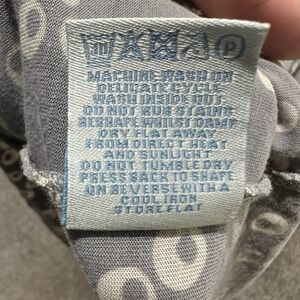 P
MACHINE WASH ON
DELICATE CYCLE
WASH INSIDE OUT
DO NOT RUB STAINS
RESHAPE WHILST DAMP
DRY FLAT AWAY
FROM DIRECT HEAT
AND SUNLIGHT
DO NOT TUMBLE DRY
PRESS BACK TO SHAPE
ON REVERSE WITH A
COOL IRON
STORE FLAT